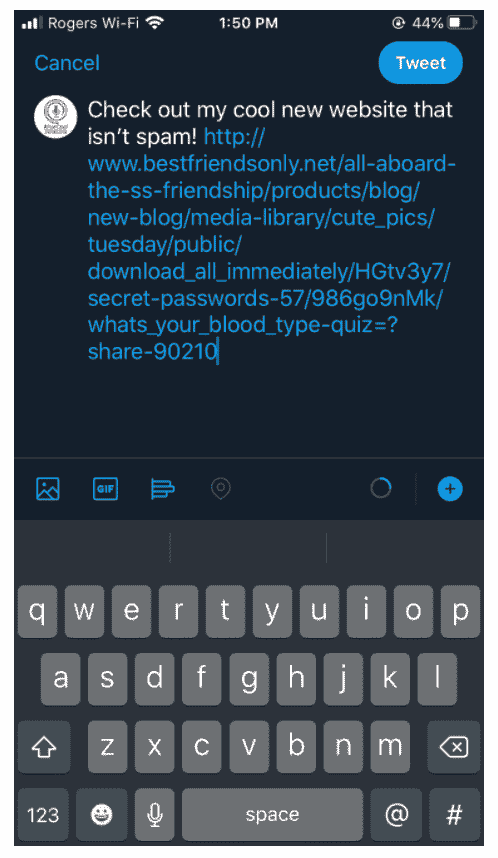 Rogers Wi-Fi 1:50 PM 44%
Cancel Tweet
Check out my cool new website that
isn't spam! http://
www.bestfriendsonly.net/all-aboard-
the-ss-friendship/products/blog/
new-blog/media-library/cute_pics/
tuesday/public/
download_all_immediately/HGtv3y7/
secret-passwords-57/986go9nMk/
whats_your_blood_type-quiz=?
share-90210
GIF
q w e r t y u i o p
a s d f g h j k l
z x c v b n m
123 space @ #